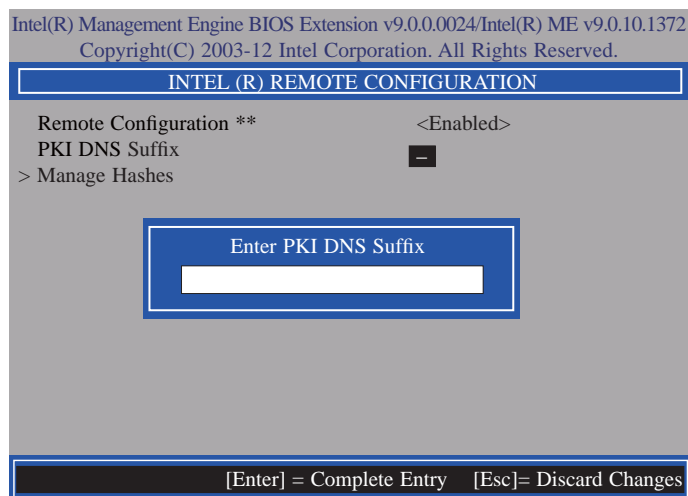 Intel(R) Management Engine BIOS Extension v9.0.0.0024/Intel(R) ME v9.0.10.1372
Copyright(C) 2003-12 Intel Corporation. All Rights Reserved.
INTEL (R) REMOTE CONFIGURATION
Remote Configuration ** <Enabled>
PKI DNS Suffix _
> Manage Hashes
Enter PKI DNS Suffix
[Enter] = Complete Entry [Esc]= Discard Changes